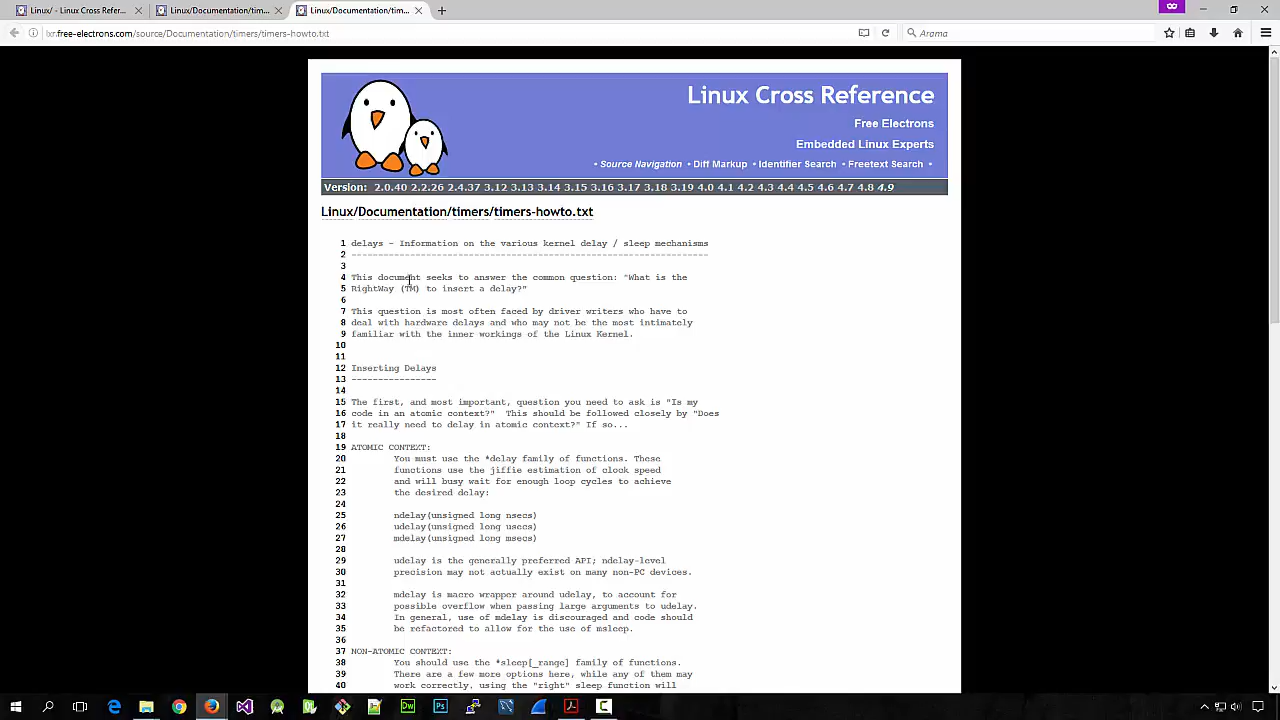 Linux/ - Linux Cross Refer...
Linux/Documentation/tim...
Linux/Documentation/tim...
lxr.free-electrons.com/source/Documentation/timers/timers-howto.txt
Arama
Linux Cross Reference
Free Electrons
Embedded Linux Experts
• Source Navigation • Diff Markup • Identifier Search • Freetext Search •
Version: 2.0.40 2.2.26 2.4.37 3.12 3.13 3.14 3.15 3.16 3.17 3.18 3.19 4.0 4.1 4.2 4.3 4.4 4.5 4.6 4.7 4.8 4.9
Linux/Documentation/timers/timers-howto.txt
1 delays - Information on the various kernel delay / sleep mechanisms
2 -------------------------------------------------------------------
3
4 This document seeks to answer the common question: "What is the
5 RightWay (TM) to insert a delay?"
6
7 This question is most often faced by driver writers who have to
8 deal with hardware delays and who may not be the most intimately
9 familiar with the inner workings of the Linux Kernel.
10
11
12 Inserting Delays
13 ----------------
14
15 The first, and most important, question you need to ask is "Is my
16 code in an atomic context?"  This should be followed closely by "Does
17 it really need to delay in atomic context?" If so...
18
19 ATOMIC CONTEXT:
20 You must use the *delay family of functions. These
21 functions use the jiffie estimation of clock speed
22 and will busy wait for enough loop cycles to achieve
23 the desired delay:
24
25 ndelay(unsigned long nsecs)
26 udelay(unsigned long usecs)
27 mdelay(unsigned long msecs)
28
29 udelay is the generally preferred API; ndelay-level
30 precision may not actually exist on many non-PC devices.
31
32 mdelay is macro wrapper around udelay, to account for
33 possible overflow when passing large arguments to udelay.
34 In general, use of mdelay is discouraged and code should
35 be refactored to allow for the use of msleep.
36
37 NON-ATOMIC CONTEXT:
38 You should use the *sleep[_range] family of functions.
39 There are a few more options here, while any of them may
40 work correctly, using the "right" sleep function will
Dw
Ps